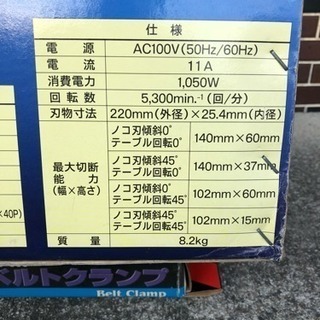 仕様
電源 AC100V(50Hz/60Hz)
電流 11A
消費電力 1,050W
回転数 5,300min.⁻¹(回/分)
刃物寸法 220mm(外径)×25.4mm(内径)
最大切断能力(幅×高さ)
ノコ刃傾斜0° テーブル回転0° 140mm×60mm
ノコ刃傾斜45° テーブル回転0° 140mm×37mm
ノコ刃傾斜0° テーブル回転45° 102mm×60mm
ノコ刃傾斜45° テーブル回転45° 102mm×15mm
質量 8.2kg
×40P)
ベルトクランプ
Belt Clamp